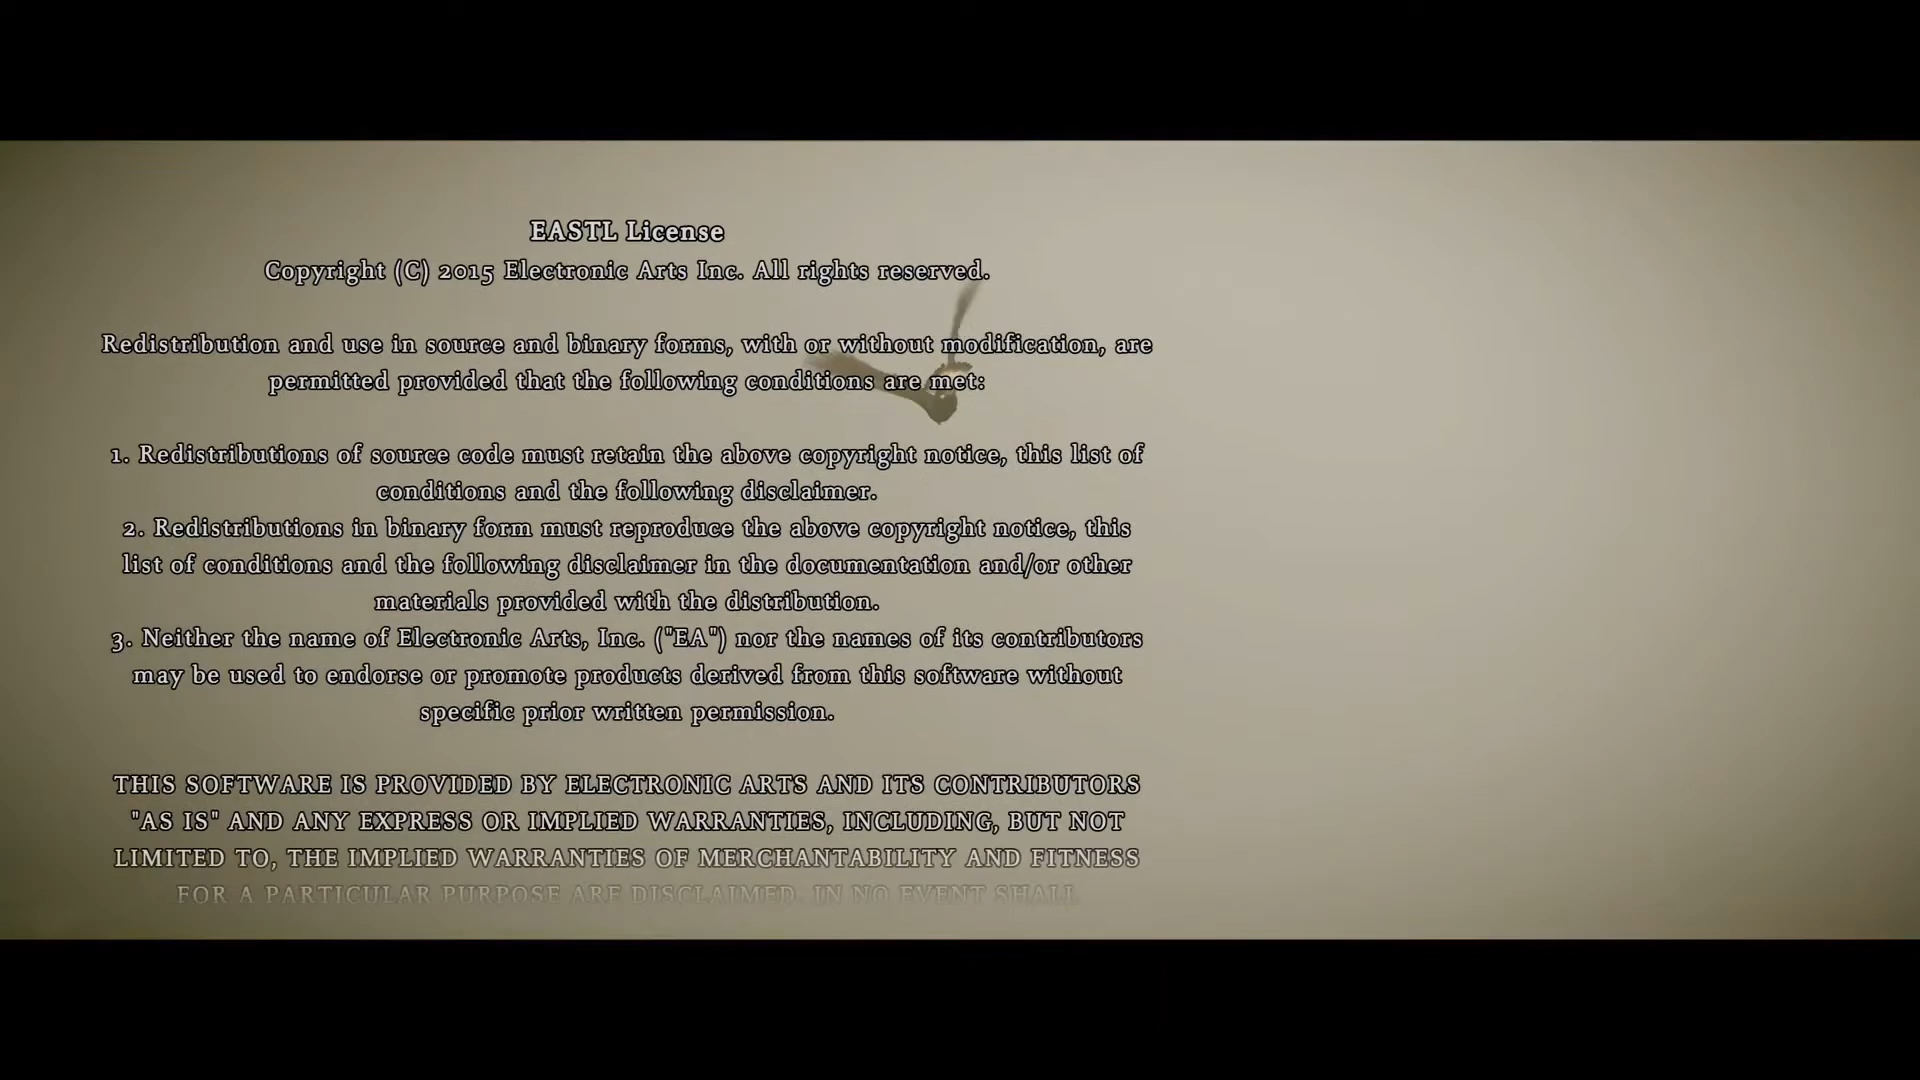 EASTL License
Copyright (C) 2015 Electronic Arts Inc. All rights reserved.
Redistribution and use in source and binary forms, with or without modification, are
permitted provided that the following conditions are met:
1. Redistributions of source code must retain the above copyright notice, this list of
conditions and the following disclaimer.
2. Redistributions in binary form must reproduce the above copyright notice, this
list of conditions and the following disclaimer in the documentation and/or other
materials provided with the distribution.
3. Neither the name of Electronic Arts, Inc. ("EA") nor the names of its contributors
may be used to endorse or promote products derived from this software without
specific prior written permission.
THIS SOFTWARE IS PROVIDED BY ELECTRONIC ARTS AND ITS CONTRIBUTORS
"AS IS" AND ANY EXPRESS OR IMPLIED WARRANTIES, INCLUDING, BUT NOT
LIMITED TO, THE IMPLIED WARRANTIES OF MERCHANTABILITY AND FITNESS
FOR A PARTICULAR PURPOSE ARE DISCLAIMED. IN NO EVENT SHALL